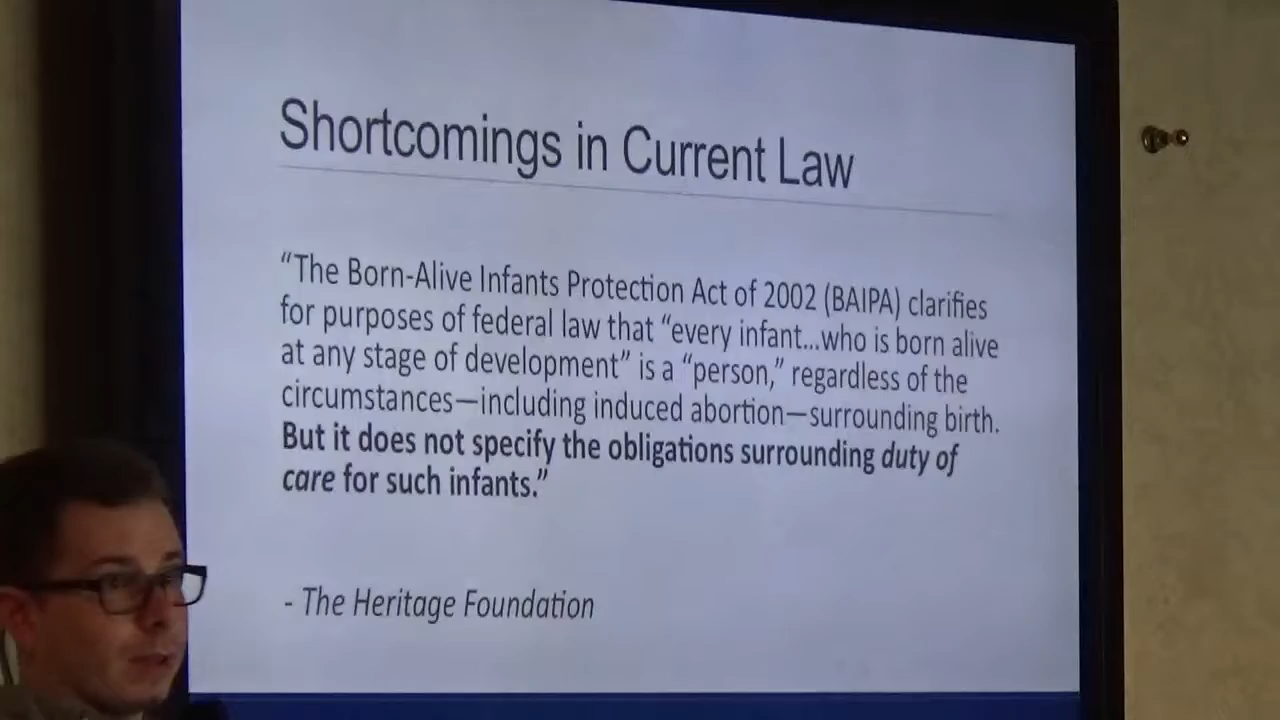 Shortcomings in Current Law
“The Born-Alive Infants Protection Act of 2002 (BAIPA) clarifies
for purposes of federal law that “every infant...who is born alive
at any stage of development” is a “person,” regardless of the
circumstances—including induced abortion—surrounding birth.
But it does not specify the obligations surrounding duty of
care for such infants.”
- The Heritage Foundation